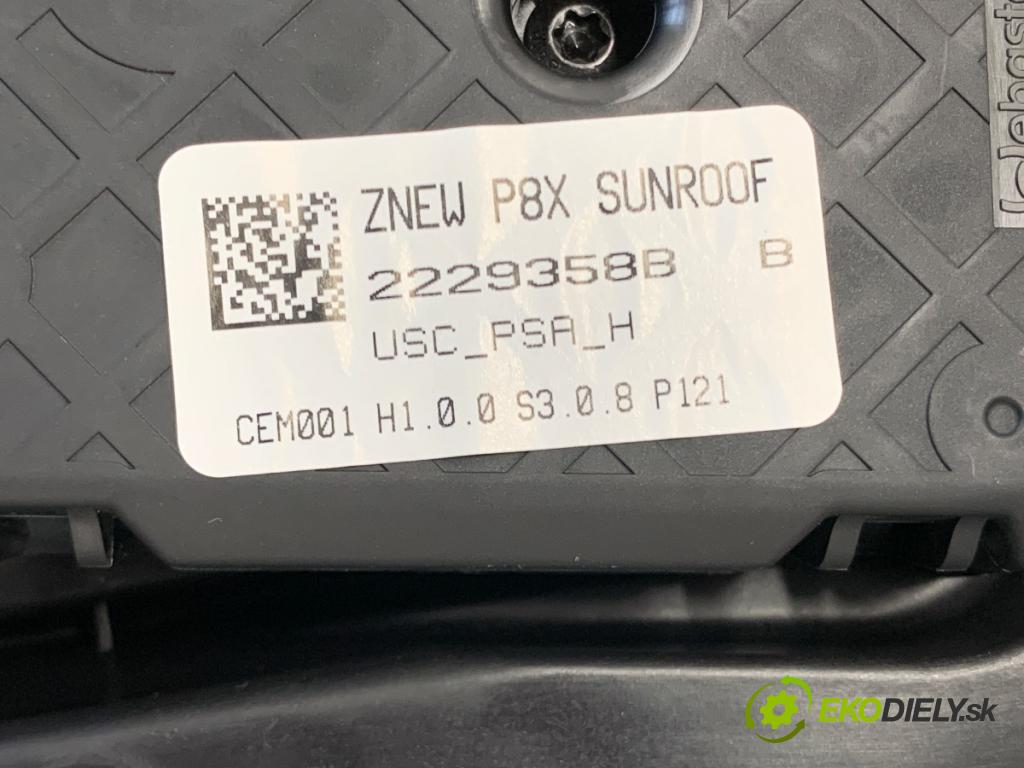 ZNEW P8X SUNROOF
2229358B B
USC_PSA_H
CEM001 H1.0.0 S3.0.8 P121
EKODIELY.sk